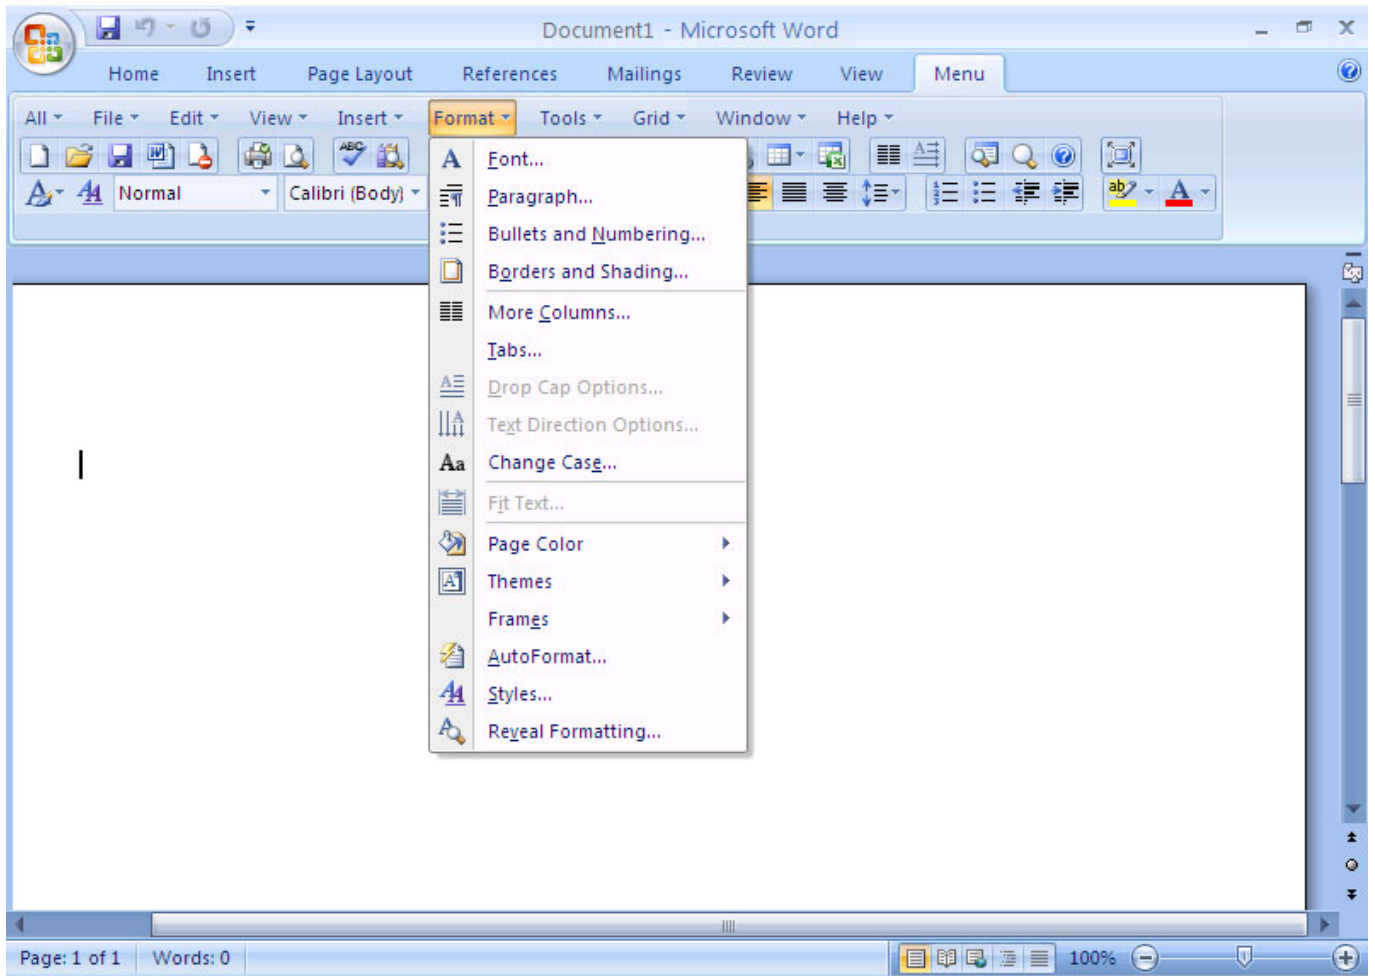 Document1 - Microsoft Word
Home Insert Page Layout References Mailings Review View Menu
All File Edit View Insert Format Tools Grid Window Help
ABC
Normal Calibri (Body) ab A
Font...
Paragraph...
Bullets and Numbering...
Borders and Shading...
More Columns...
Tabs...
Drop Cap Options...
Text Direction Options...
Aa Change Case...
Fit Text...
Page Color
Themes
Frames
AutoFormat...
Styles...
Reveal Formatting...
Page: 1 of 1 Words: 0 100%